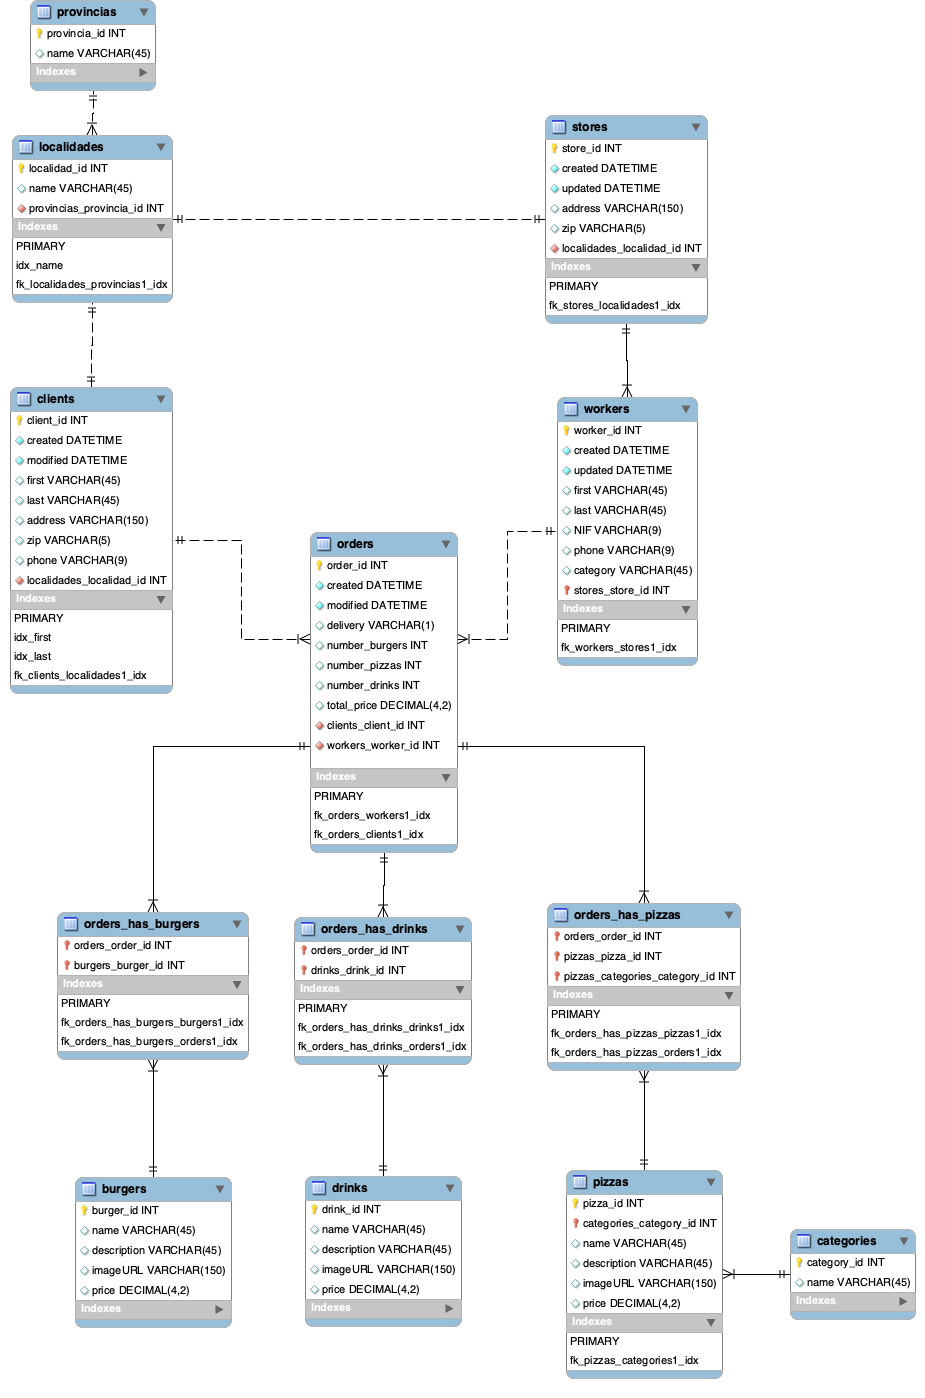 provincias
provincia_id INT
name VARCHAR(45)
Indexes
localidades
localidad_id INT
name VARCHAR(45)
provincias_provincia_id INT
Indexes
PRIMARY
idx_name
fk_localidades_provincias1_idx
stores
store_id INT
created DATETIME
updated DATETIME
address VARCHAR(150)
zip VARCHAR(5)
localidades_localidad_id INT
Indexes
PRIMARY
fk_stores_localidades1_idx
clients
client_id INT
created DATETIME
modified DATETIME
first VARCHAR(45)
last VARCHAR(45)
address VARCHAR(150)
zip VARCHAR(5)
phone VARCHAR(9)
localidades_localidad_id INT
Indexes
PRIMARY
idx_first
idx_last
fk_clients_localidades1_idx
workers
worker_id INT
created DATETIME
updated DATETIME
first VARCHAR(45)
last VARCHAR(45)
NIF VARCHAR(9)
phone VARCHAR(9)
category VARCHAR(45)
stores_store_id INT
Indexes
PRIMARY
fk_workers_stores1_idx
orders
order_id INT
created DATETIME
modified DATETIME
delivery VARCHAR(1)
number_burgers INT
number_pizzas INT
number_drinks INT
total_price DECIMAL(4,2)
clients_client_id INT
workers_worker_id INT
Indexes
PRIMARY
fk_orders_workers1_idx
fk_orders_clients1_idx
orders_has_burgers
orders_order_id INT
burgers_burger_id INT
Indexes
PRIMARY
fk_orders_has_burgers_burgers1_idx
fk_orders_has_burgers_orders1_idx
orders_has_drinks
orders_order_id INT
drinks_drink_id INT
Indexes
PRIMARY
fk_orders_has_drinks_drinks1_idx
fk_orders_has_drinks_orders1_idx
orders_has_pizzas
orders_order_id INT
pizzas_pizza_id INT
pizzas_categories_category_id INT
Indexes
PRIMARY
fk_orders_has_pizzas_pizzas1_idx
fk_orders_has_pizzas_orders1_idx
burgers
burger_id INT
name VARCHAR(45)
description VARCHAR(45)
imageURL VARCHAR(150)
price DECIMAL(4,2)
Indexes
drinks
drink_id INT
name VARCHAR(45)
description VARCHAR(45)
imageURL VARCHAR(150)
price DECIMAL(4,2)
Indexes
pizzas
pizza_id INT
categories_category_id INT
name VARCHAR(45)
description VARCHAR(45)
imageURL VARCHAR(150)
price DECIMAL(4,2)
Indexes
PRIMARY
fk_pizzas_categories1_idx
categories
category_id INT
name VARCHAR(45)
Indexes